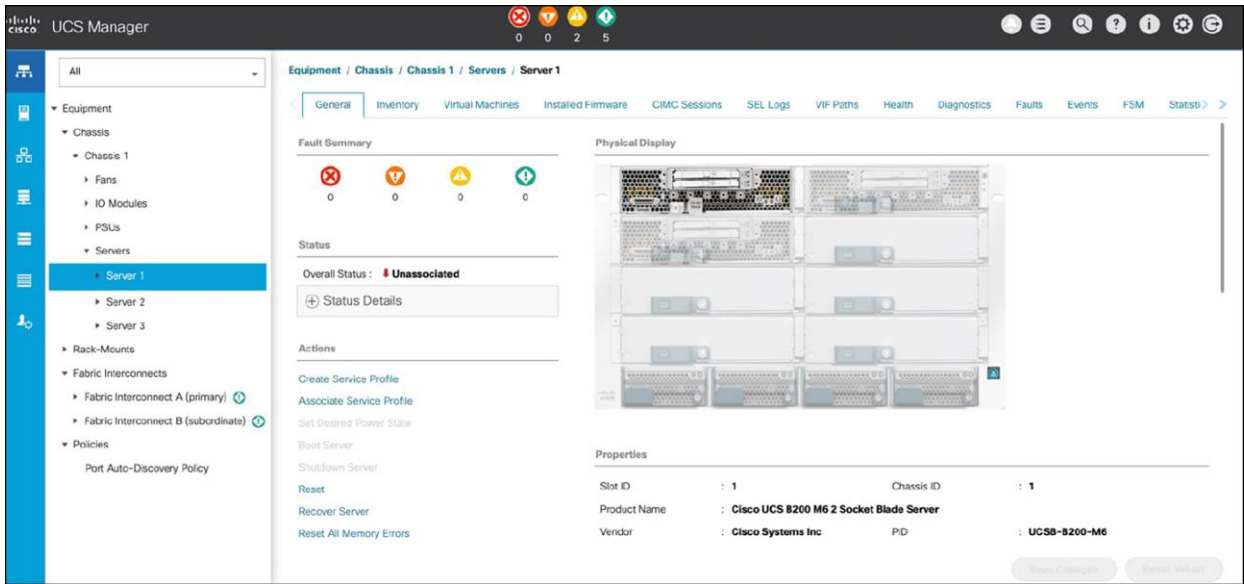 CISCO UCS Manager
0 0 2 5
All
Equipment / Chassis / Chassis 1 / Servers / Server 1
General Inventory Virtual Machines Installed Firmware CIMC Sessions SEL Logs VIF Paths Health Diagnostics Faults Events FSM Statisti
Equipment
Chassis
Chassis 1
Fans
IO Modules
PSUs
Servers
Server 1
Server 2
Server 3
Rack-Mounts
Fabric Interconnects
Fabric Interconnect A (primary)
Fabric Interconnect B (subordinate)
Policies
Port Auto-Discovery Policy
Fault Summary
0 0 0 0
Status
Overall Status : Unassociated
Status Details
Actions
Create Service Profile
Associate Service Profile
Set Desired Power State
Boot Server
Shutdown Server
Reset
Recover Server
Reset All Memory Errors
Physical Display
Properties
Slot ID : 1 Chassis ID : 1
Product Name : Cisco UCS B200 M6 2 Socket Blade Server
Vendor : Cisco Systems Inc PID : UCSB-B200-M6
Save Changes Reset Values